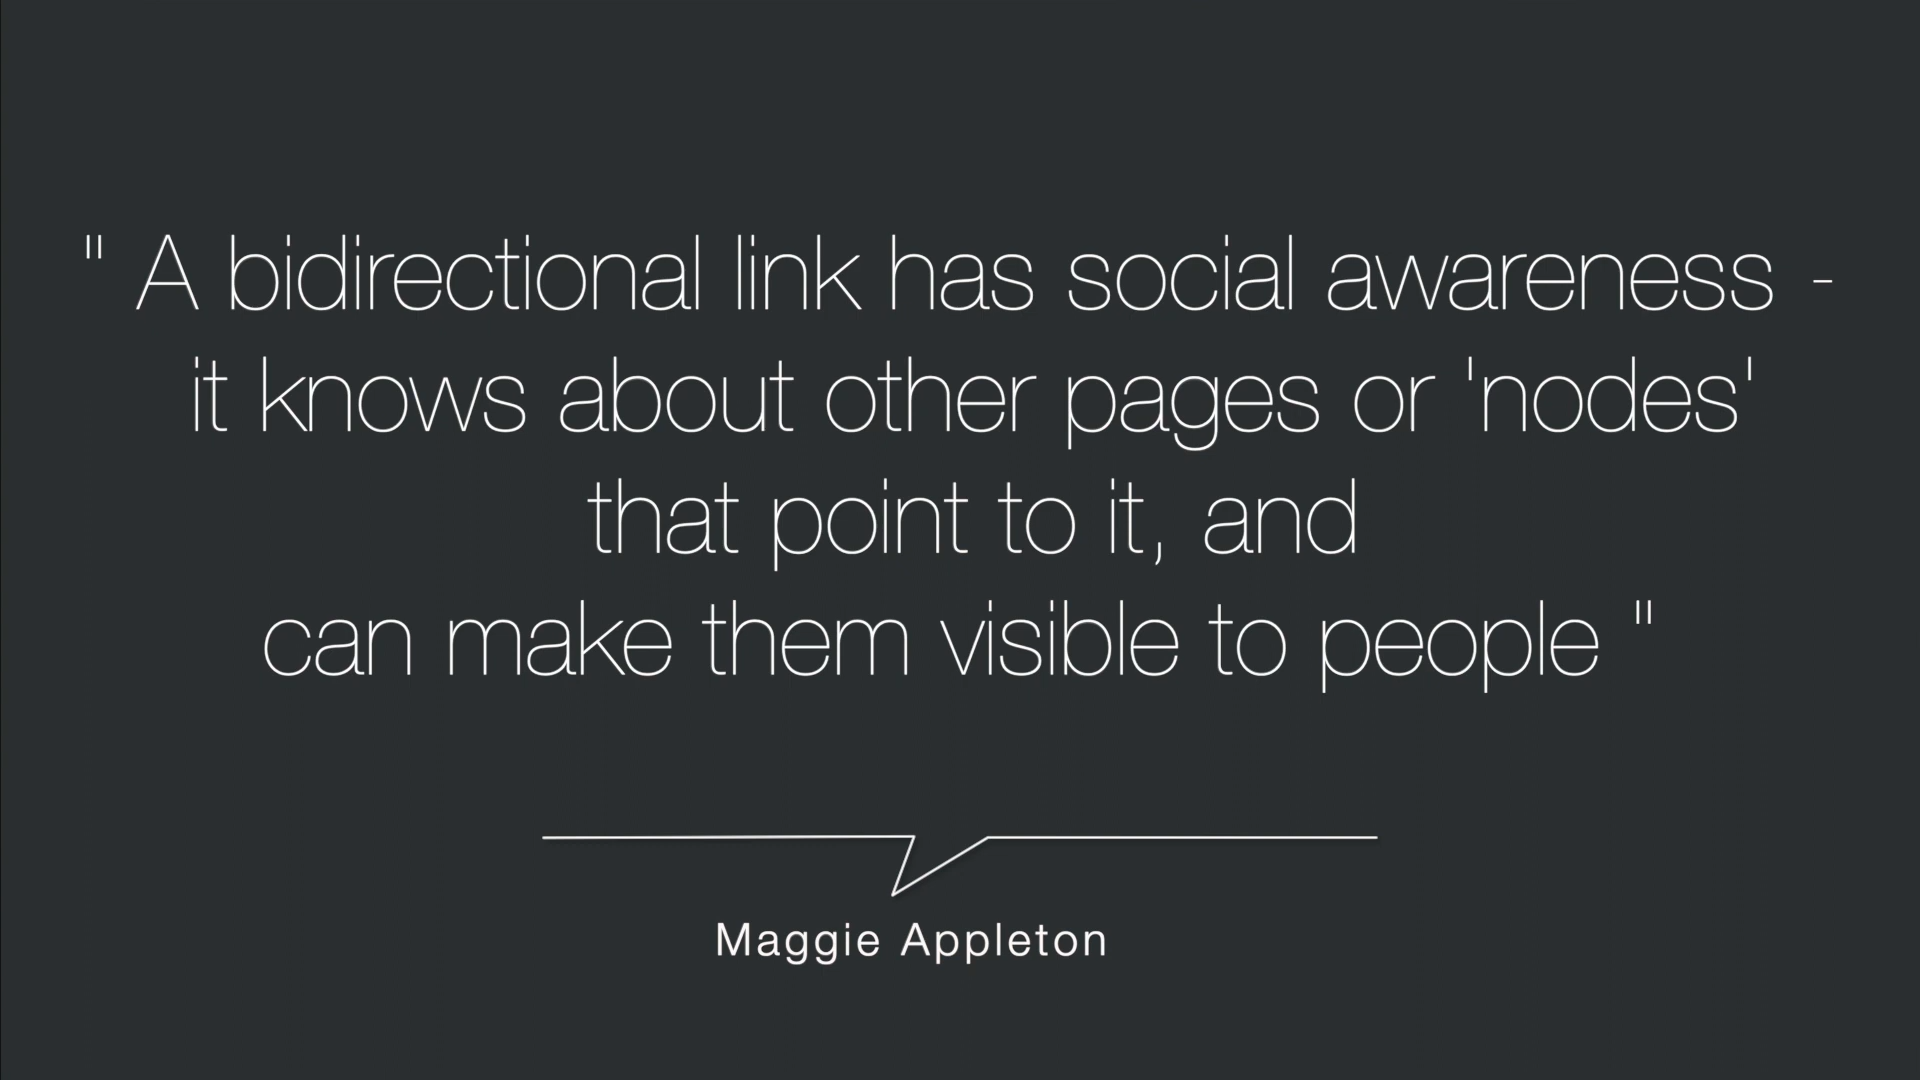 " A bidirectional link has social awareness -
it knows about other pages or 'nodes'
that point to it, and
can make them visible to people "
Maggie Appleton